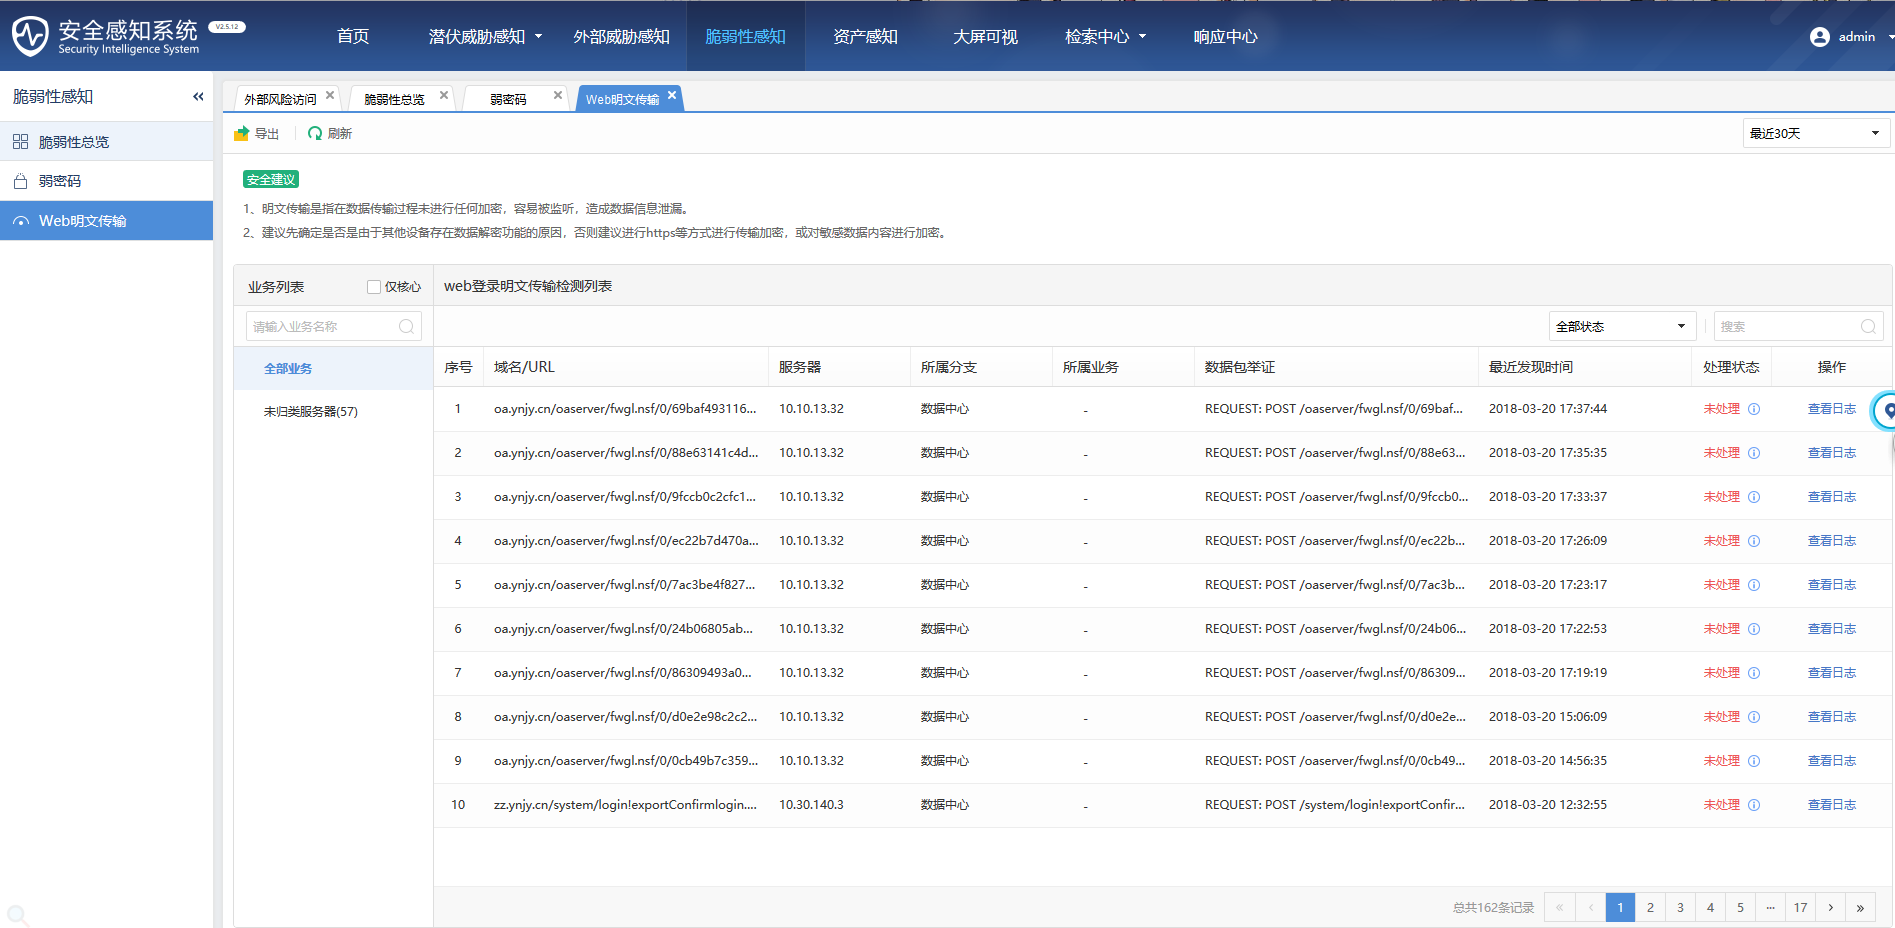 安全感知系统 V2.5.12
Security Intelligence System
首页 潜伏威胁感知 外部威胁感知 脆弱性感知 资产感知 大屏可视 检索中心 响应中心 admin
脆弱性感知
脆弱性总览
弱密码
Web明文传输
外部风险访问 脆弱性总览 弱密码 Web明文传输
导出 刷新 最近30天
安全建议
1、明文传输是指在数据传输过程未进行任何加密，容易被监听，造成数据信息泄漏。
2、建议先确定是否是由于其他设备存在数据解密功能的原因，否则建议进行https等方式进行传输加密，或对敏感数据内容进行加密。
业务列表 仅核心 web登录明文传输检测列表
请输入业务名称 全部状态 搜索
全部业务
未归类服务器(57)
序号 域名/URL 服务器 所属分支 所属业务 数据包举证 最近发现时间 处理状态 操作
1 oa.ynjy.cn/oaserver/fwgl.nsf/0/69baf493116... 10.10.13.32 数据中心 - REQUEST: POST /oaserver/fwgl.nsf/0/69baf... 2018-03-20 17:37:44 未处理 查看日志
2 oa.ynjy.cn/oaserver/fwgl.nsf/0/88e63141c4d... 10.10.13.32 数据中心 - REQUEST: POST /oaserver/fwgl.nsf/0/88e63... 2018-03-20 17:35:35 未处理 查看日志
3 oa.ynjy.cn/oaserver/fwgl.nsf/0/9fccb0c2cfc1... 10.10.13.32 数据中心 - REQUEST: POST /oaserver/fwgl.nsf/0/9fccb0... 2018-03-20 17:33:37 未处理 查看日志
4 oa.ynjy.cn/oaserver/fwgl.nsf/0/ec22b7d470a... 10.10.13.32 数据中心 - REQUEST: POST /oaserver/fwgl.nsf/0/ec22b... 2018-03-20 17:26:09 未处理 查看日志
5 oa.ynjy.cn/oaserver/fwgl.nsf/0/7ac3be4f827... 10.10.13.32 数据中心 - REQUEST: POST /oaserver/fwgl.nsf/0/7ac3b... 2018-03-20 17:23:17 未处理 查看日志
6 oa.ynjy.cn/oaserver/fwgl.nsf/0/24b06805ab... 10.10.13.32 数据中心 - REQUEST: POST /oaserver/fwgl.nsf/0/24b06... 2018-03-20 17:22:53 未处理 查看日志
7 oa.ynjy.cn/oaserver/fwgl.nsf/0/86309493a0... 10.10.13.32 数据中心 - REQUEST: POST /oaserver/fwgl.nsf/0/86309... 2018-03-20 17:19:19 未处理 查看日志
8 oa.ynjy.cn/oaserver/fwgl.nsf/0/d0e2e98c2c2... 10.10.13.32 数据中心 - REQUEST: POST /oaserver/fwgl.nsf/0/d0e2e... 2018-03-20 15:06:09 未处理 查看日志
9 oa.ynjy.cn/oaserver/fwgl.nsf/0/0cb49b7c359... 10.10.13.32 数据中心 - REQUEST: POST /oaserver/fwgl.nsf/0/0cb49... 2018-03-20 14:56:35 未处理 查看日志
10 zz.ynjy.cn/system/login!exportConfirmlogin.... 10.30.140.3 数据中心 - REQUEST: POST /system/login!exportConfir... 2018-03-20 12:32:55 未处理 查看日志
总共162条记录 « ‹ 1 2 3 4 5 ... 17 › »